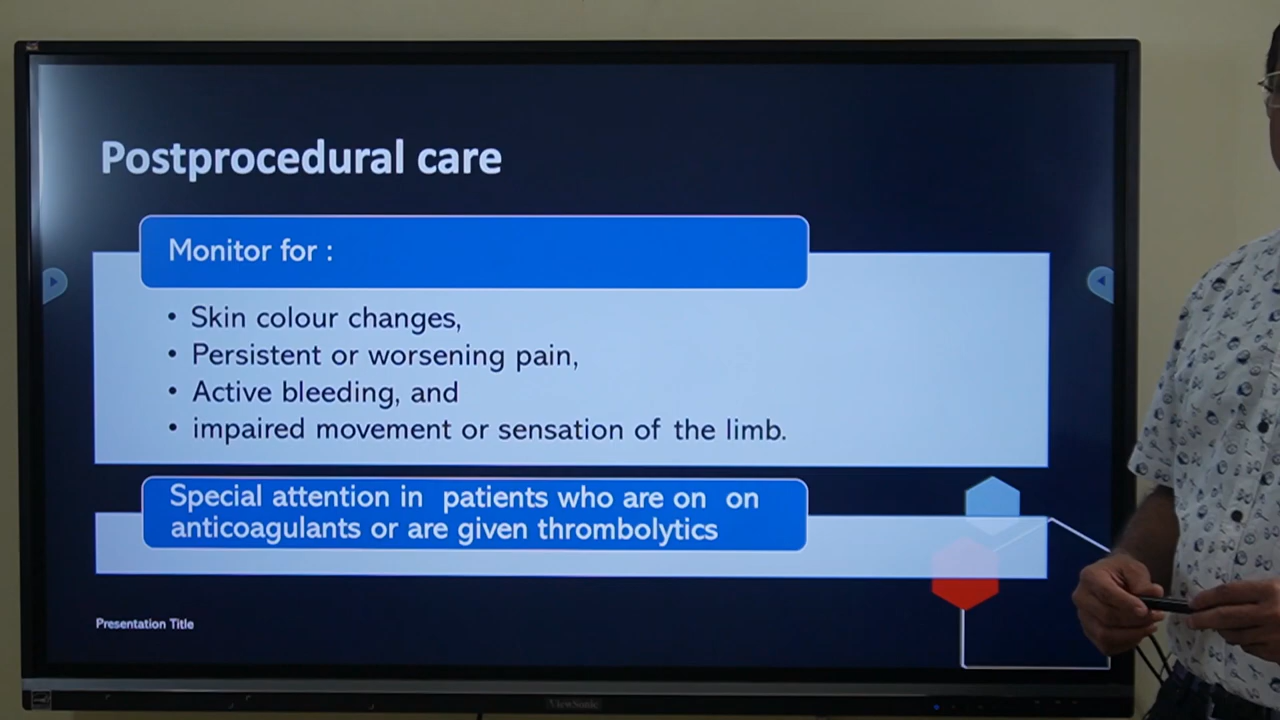 Postprocedural care
Monitor for :
• Skin colour changes,
• Persistent or worsening pain,
• Active bleeding, and
• impaired movement or sensation of the limb.
Special attention in patients who are on on
anticoagulants or are given thrombolytics
Presentation Title
ViewSonic